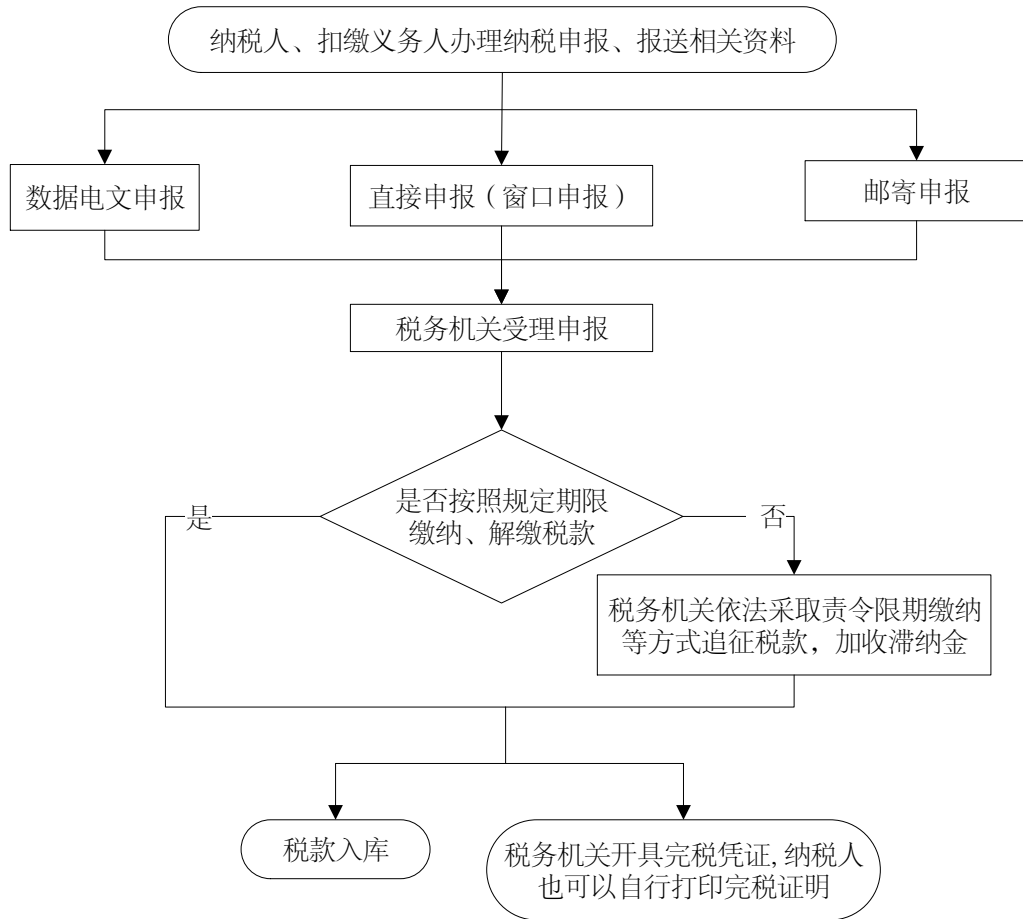 纳税人、扣缴义务人办理纳税申报、报送相关资料
数据电文申报
直接申报（窗口申报）
邮寄申报
税务机关受理申报
是否按照规定期限
缴纳、解缴税款
是
否
税务机关依法采取责令限期缴纳
等方式追征税款，加收滞纳金
税款入库
税务机关开具完税凭证,纳税人
也可以自行打印完税证明